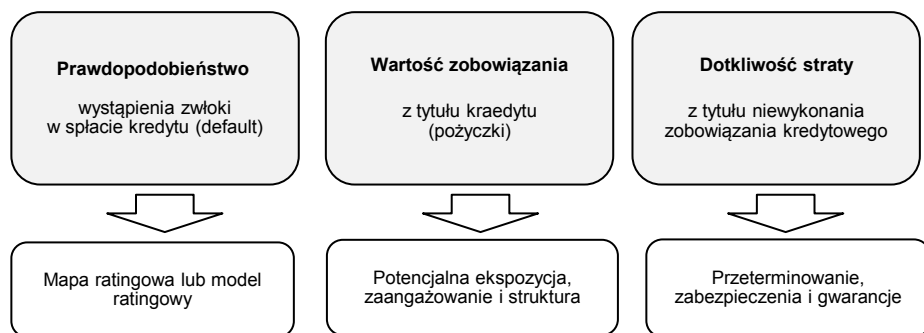 Prawdopodobieństwo
wystąpienia zwłoki
w spłacie kredytu (default)
Wartość zobowiązania
z tytułu kraedytu
(pożyczki)
Dotkliwość straty
z tytułu niewykonania
zobowiązania kredytowego
Mapa ratingowa lub model
ratingowy
Potencjalna ekspozycja,
zaangażowanie i struktura
Przeterminowanie,
zabezpieczenia i gwarancje